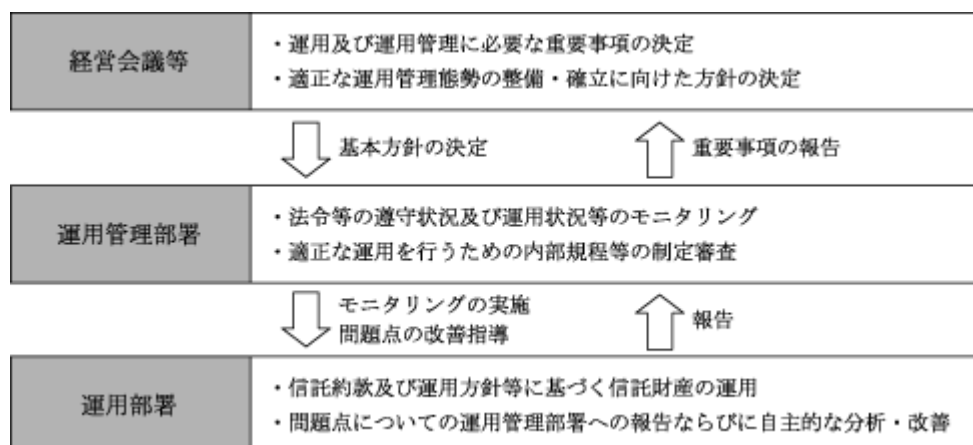 経営会議等
・運用及び運用管理に必要な重要事項の決定
・適正な運用管理態勢の整備・確立に向けた方針の決定
基本方針の決定
重要事項の報告
運用管理部署
・法令等の遵守状況及び運用状況等のモニタリング
・適正な運用を行うための内部規程等の制定審査
モニタリングの実施
問題点の改善指導
報告
運用部署
・信託約款及び運用方針等に基づく信託財産の運用
・問題点についての運用管理部署への報告ならびに自主的な分析・改善